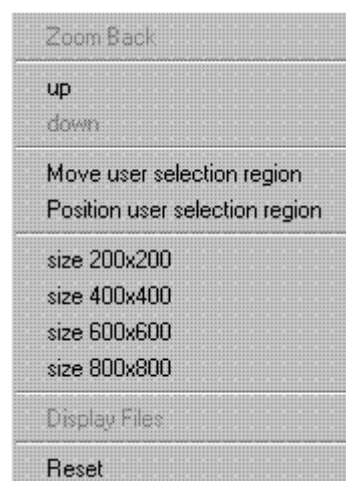 Zoom Back
up
down
Move user selection region
Position user selection region
size 200x200
size 400x400
size 600x600
size 800x800
Display Files
Reset